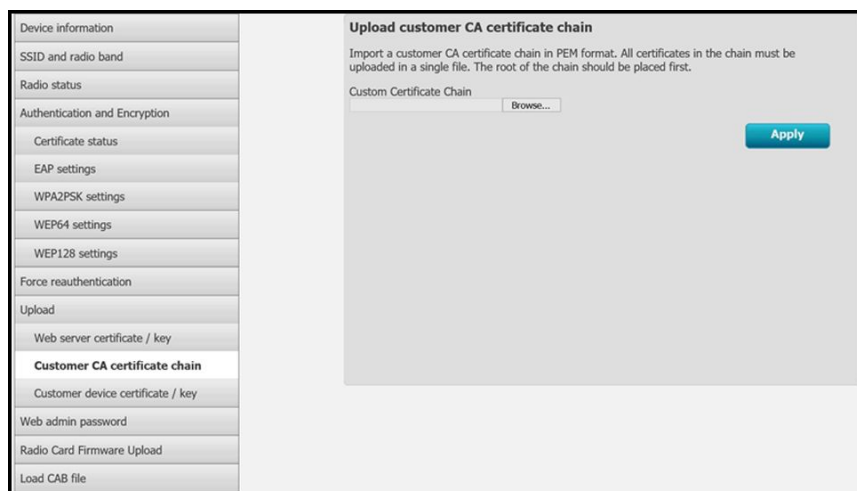 Device information
SSID and radio band
Radio status
Authentication and Encryption
Certificate status
EAP settings
WPA2PSK settings
WEP64 settings
WEP128 settings
Force reauthentication
Upload
Web server certificate / key
Customer CA certificate chain
Customer device certificate / key
Web admin password
Radio Card Firmware Upload
Load CAB file
Upload customer CA certificate chain
Import a customer CA certificate chain in PEM format. All certificates in the chain must be
uploaded in a single file. The root of the chain should be placed first.
Custom Certificate Chain
Browse...
Apply